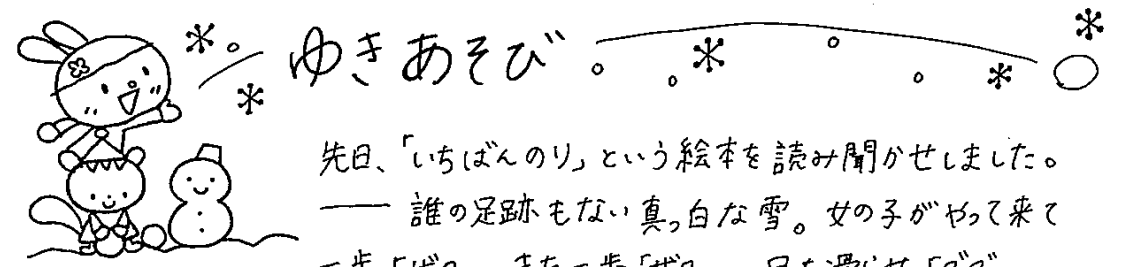 ゆきあそび
先日、「いちばんのり」という絵本を読み聞かせしました。
―― 誰の足跡もない真っ白な雪。女の子がやって来て